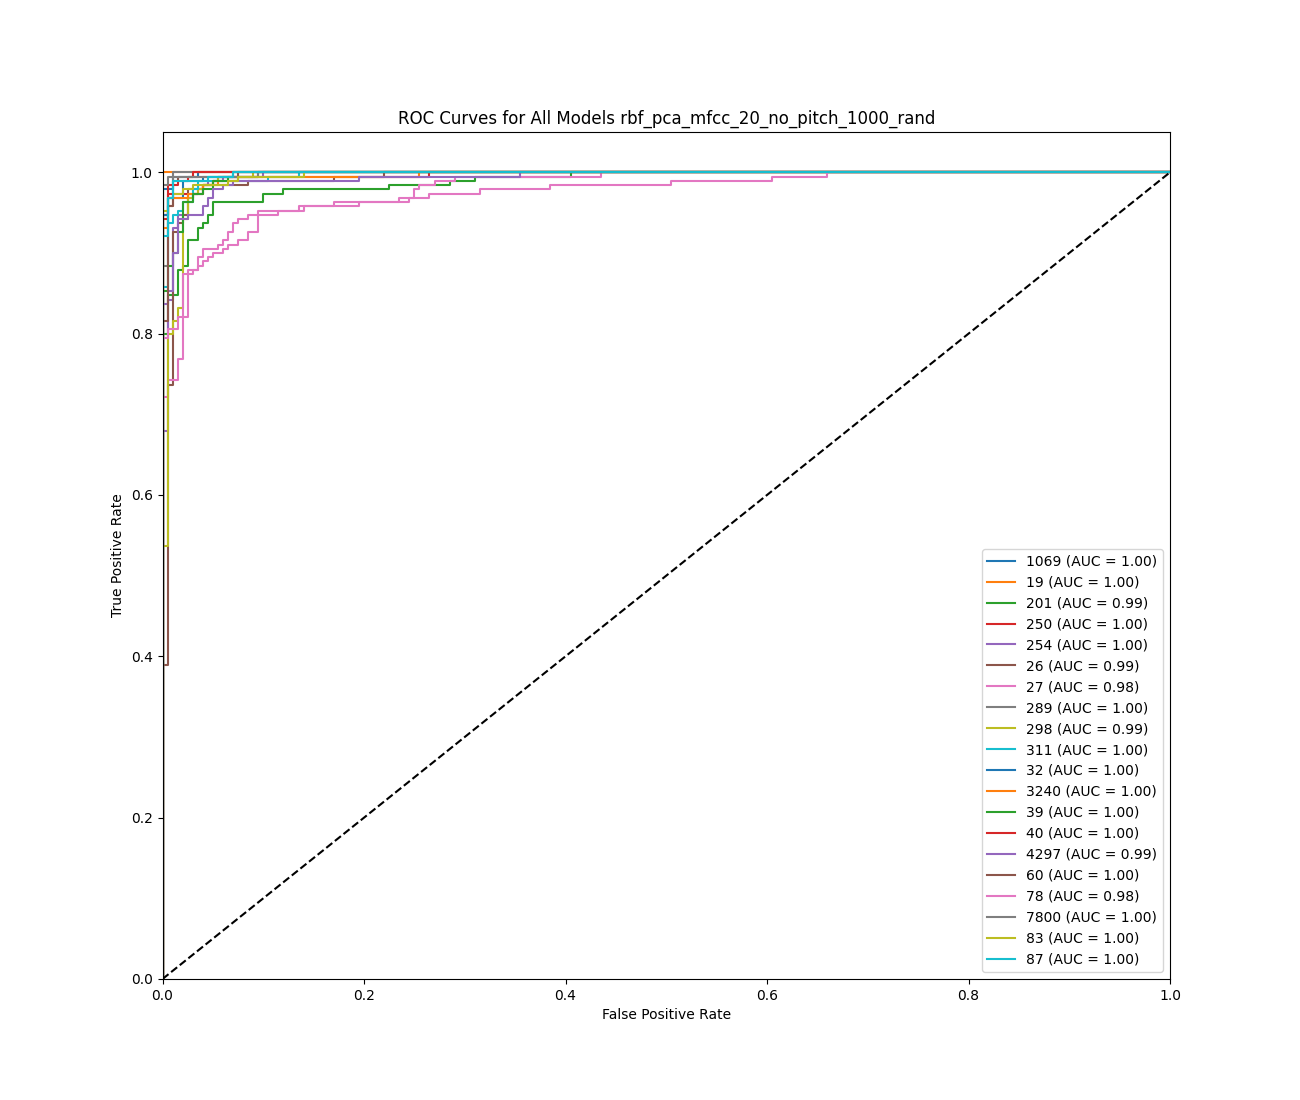 ROC Curves for All Models rbf_pca_mfcc_20_no_pitch_1000_rand
1.0
0.8
0.6
0.4
0.2
0.0
True Positive Rate
1069 (AUC = 1.00)
19 (AUC = 1.00)
201 (AUC = 0.99)
250 (AUC = 1.00)
254 (AUC = 1.00)
26 (AUC = 0.99)
27 (AUC = 0.98)
289 (AUC = 1.00)
298 (AUC = 0.99)
311 (AUC = 1.00)
32 (AUC = 1.00)
3240 (AUC = 1.00)
39 (AUC = 1.00)
40 (AUC = 1.00)
4297 (AUC = 0.99)
60 (AUC = 1.00)
78 (AUC = 0.98)
7800 (AUC = 1.00)
83 (AUC = 1.00)
87 (AUC = 1.00)
0.0 0.2 0.4 0.6 0.8 1.0
False Positive Rate